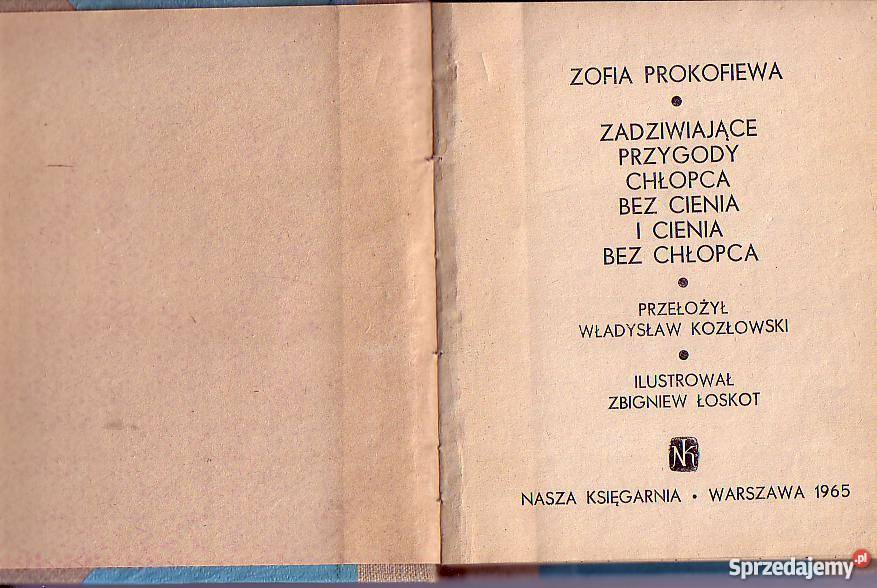 ZOFIA PROKOFIEWA
ZADZIWIAJĄCE
PRZYGODY
CHŁOPCA
BEZ CIENIA
I CIENIA
BEZ CHŁOPCA
PRZEŁOŻYŁ
WŁADYSŁAW KOZŁOWSKI
ILUSTROWAŁ
ZBIGNIEW ŁOSKOT
NK
NASZA KSIĘGARNIA • WARSZAWA 1965
Sprzedajemy.pl